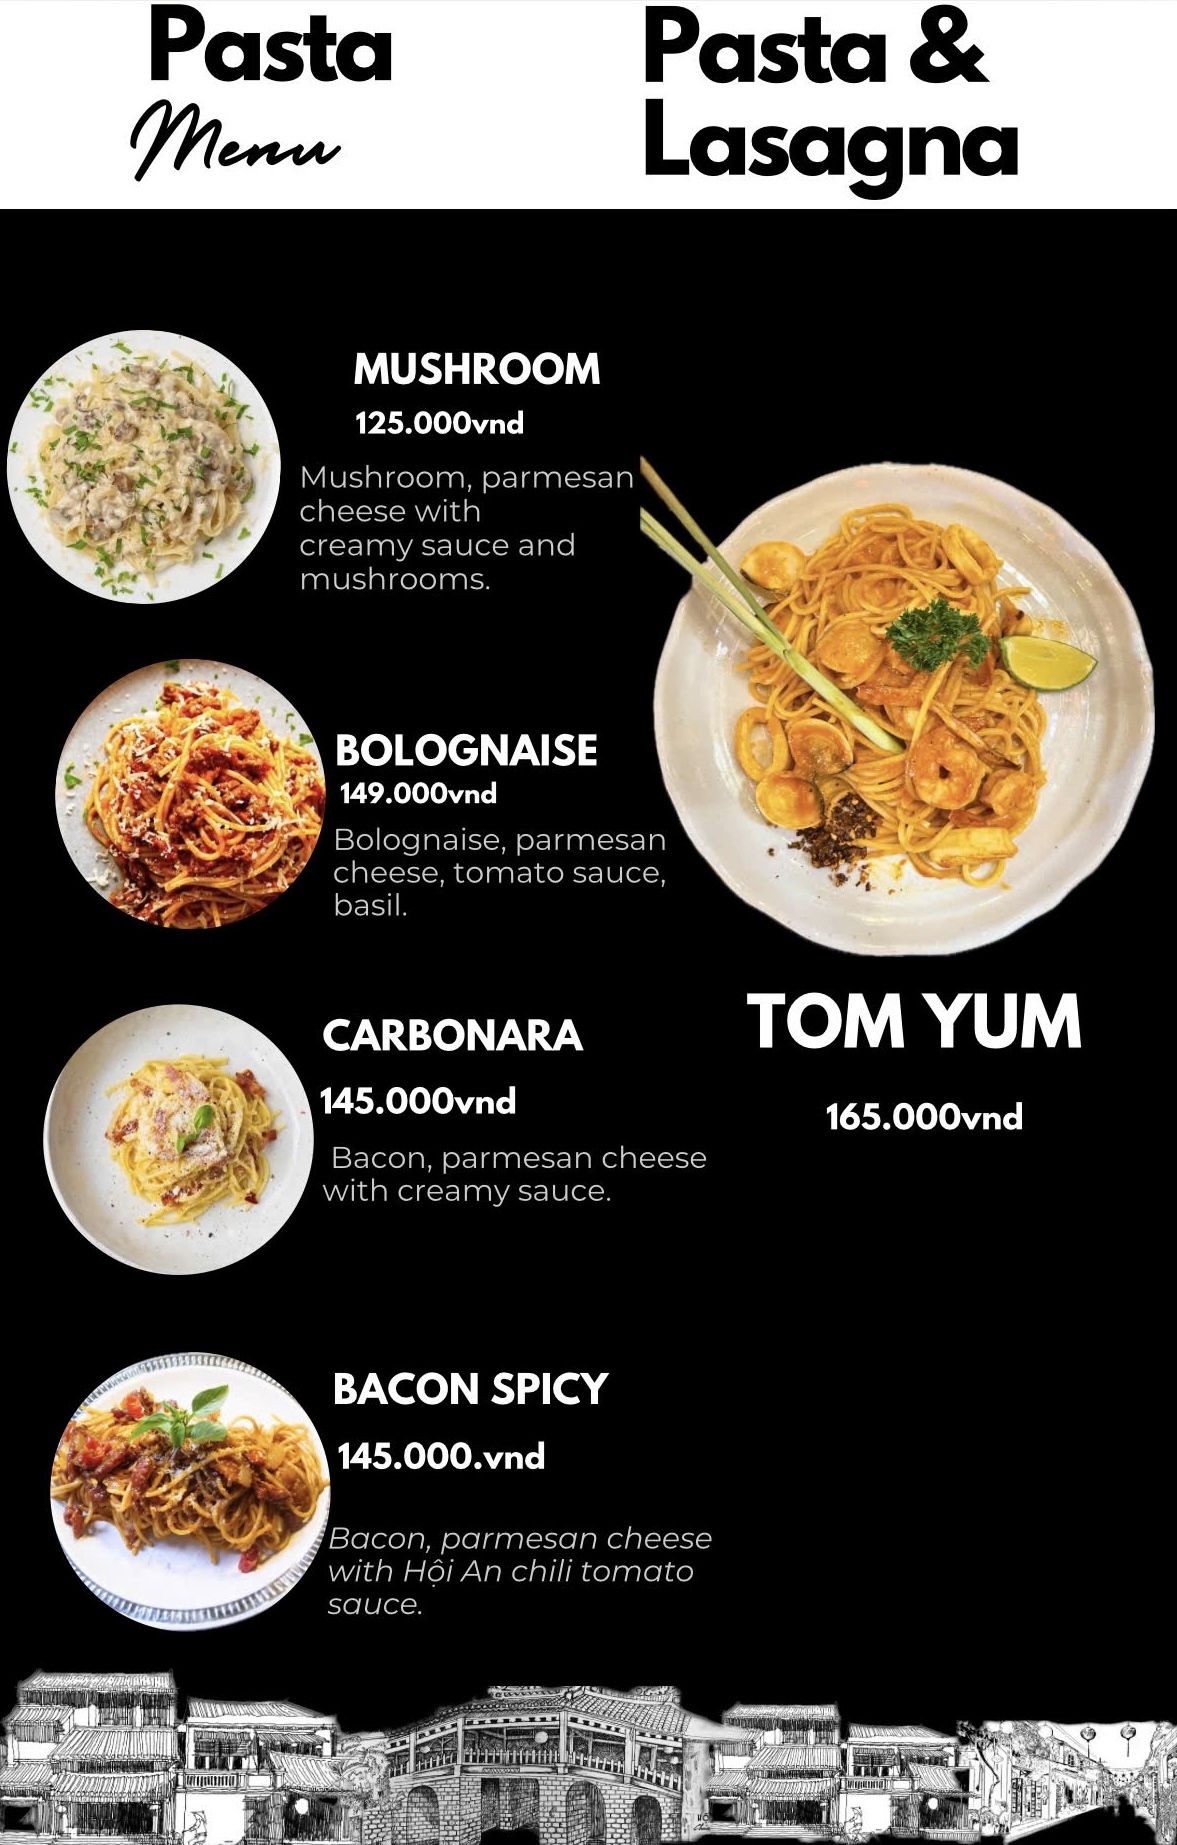 Pasta
Menu
Pasta &
Lasagna
MUSHROOM
125.000vnd
Mushroom, parmesan
cheese with
creamy sauce and
mushrooms.
BOLOGNAISE
149.000vnd
Bolognaise, parmesan
cheese, tomato sauce,
basil.
CARBONARA
145.000vnd
Bacon, parmesan cheese
with creamy sauce.
BACON SPICY
145.000.vnd
Bacon, parmesan cheese
with Hội An chili tomato
sauce.
TOM YUM
165.000vnd